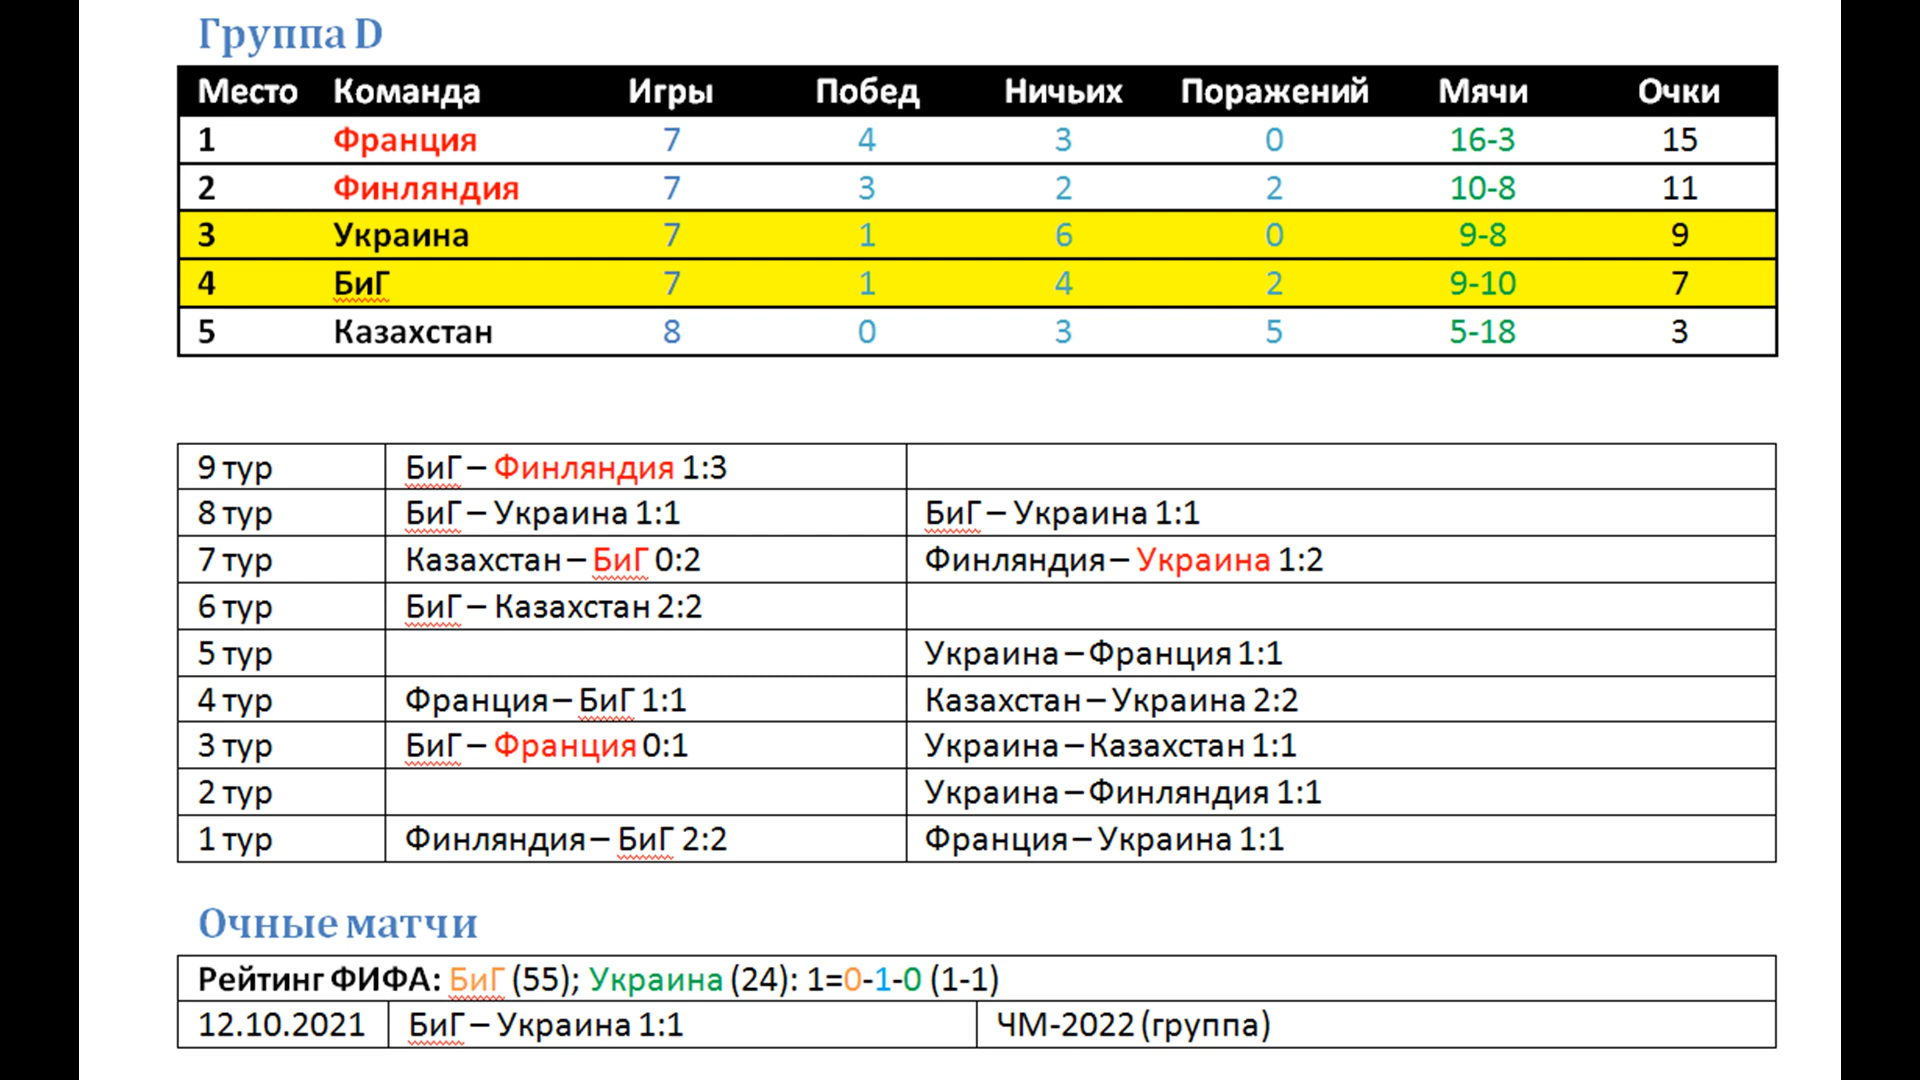 Группа D
Место Команда Игры Побед Ничьих Поражений Мячи Очки
1 Франция 7 4 3 0 16-3 15
2 Финляндия 7 3 2 2 10-8 11
3 Украина 7 1 6 0 9-8 9
4 БиГ 7 1 4 2 9-10 7
5 Казахстан 8 0 3 5 5-18 3
9 тур БиГ – Финляндия 1:3
8 тур БиГ – Украина 1:1 БиГ – Украина 1:1
7 тур Казахстан – БиГ 0:2 Финляндия – Украина 1:2
6 тур БиГ – Казахстан 2:2
5 тур Украина – Франция 1:1
4 тур Франция – БиГ 1:1 Казахстан – Украина 2:2
3 тур БиГ – Франция 0:1 Украина – Казахстан 1:1
2 тур Украина – Финляндия 1:1
1 тур Финляндия – БиГ 2:2 Франция – Украина 1:1
Очные матчи
Рейтинг ФИФА: БиГ (55); Украина (24): 1=0-1-0 (1-1)
12.10.2021 БиГ – Украина 1:1 ЧМ-2022 (группа)